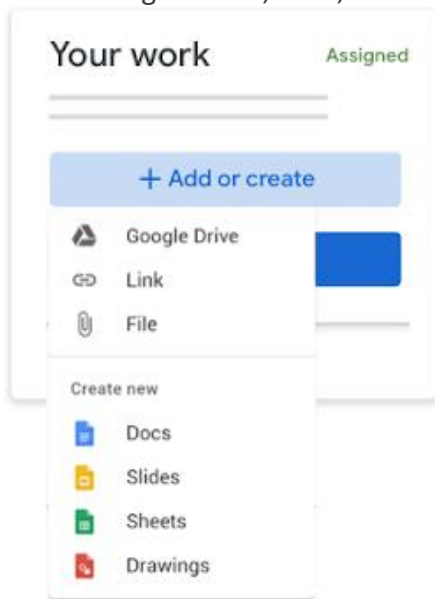 Your work
Assigned
+ Add or create
Google Drive
Link
File
Create new
Docs
Slides
Sheets
Drawings